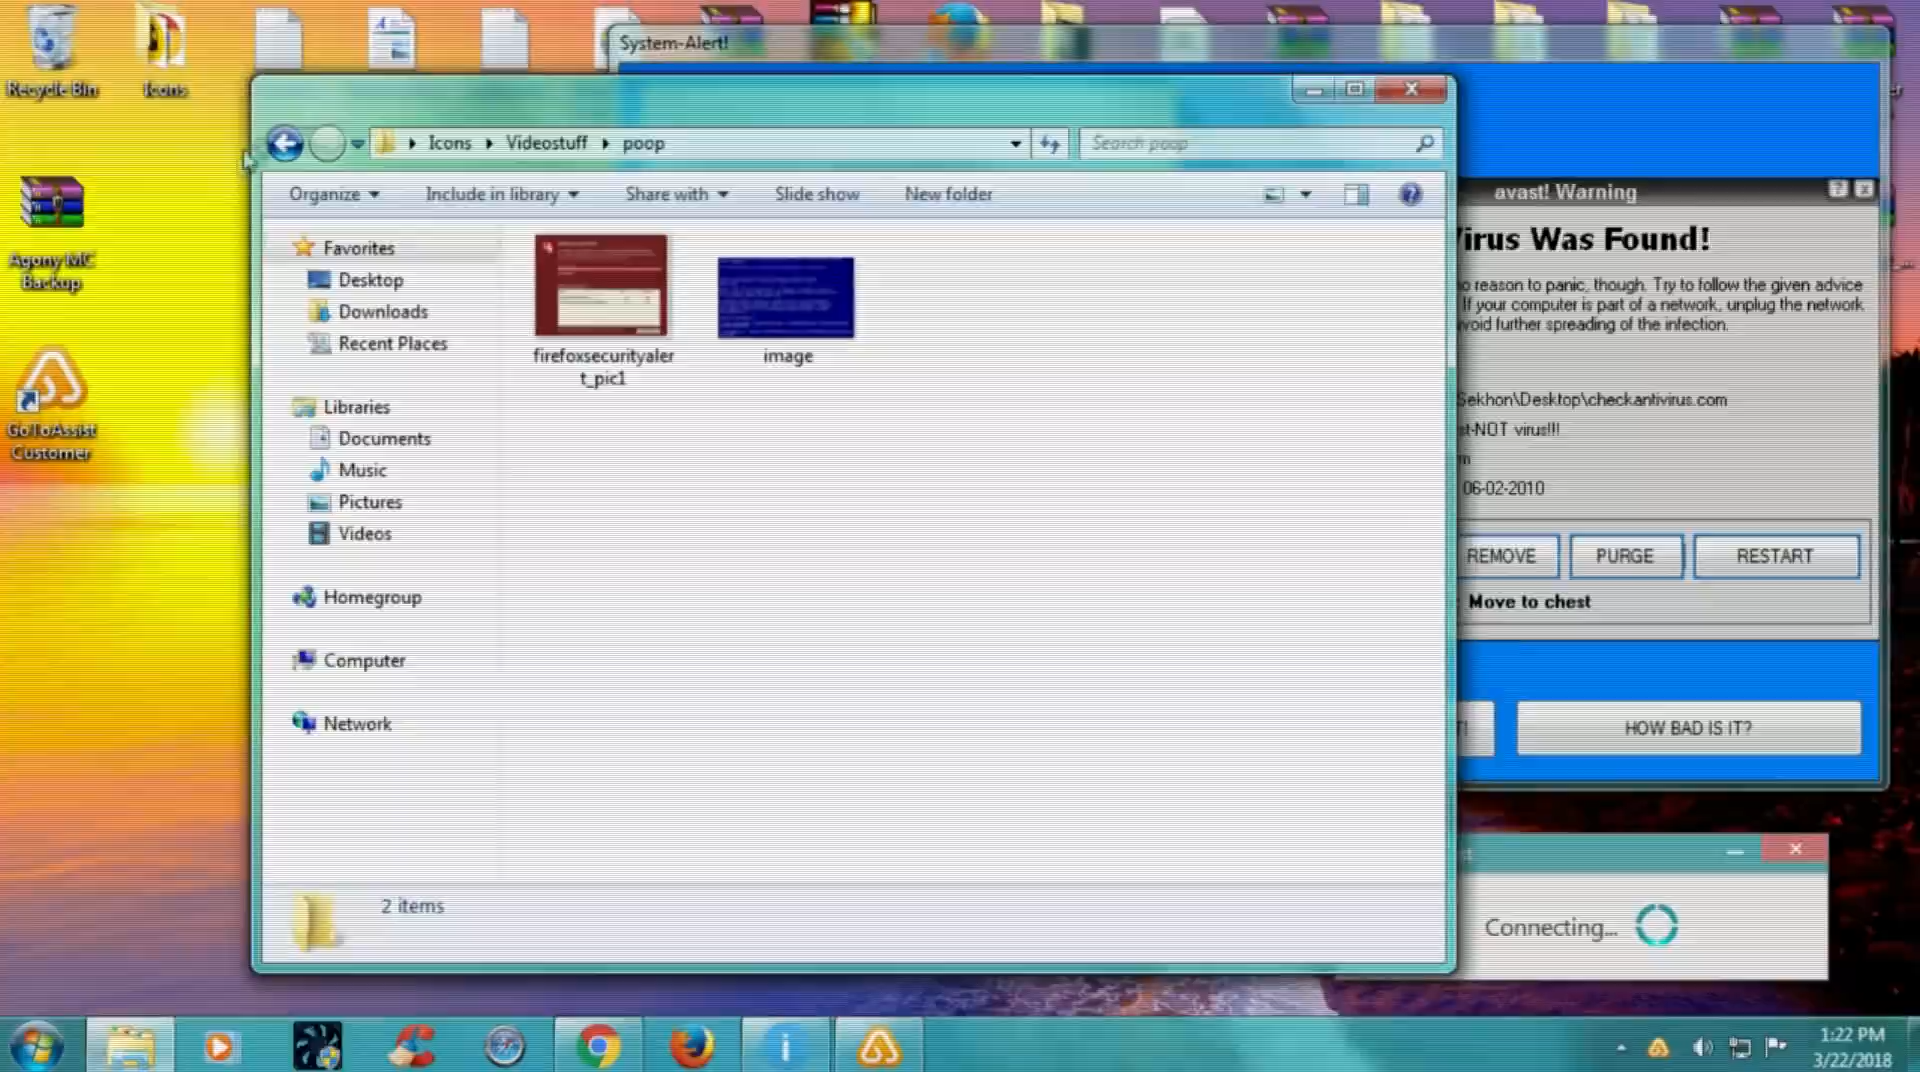 System-Alert!
Recycle Bin
Icons
Icons
Videostuff
poop
Search poop
Organize
Include in library
Share with
Slide show
New folder
avast! Warning
Virus Was Found!
no reason to panic, though. Try to follow the given advice
If your computer is part of a network, unplug the network
avoid further spreading of the infection.
Sekhon\Desktop\checkantivirus.com
st-NOT virus!!!
06-02-2010
REMOVE
PURGE
RESTART
Move to chest
HOW BAD IS IT?
Agony MC
Backup
GoToAssist
Customer
Favorites
Desktop
Downloads
Recent Places
Libraries
Documents
Music
Pictures
Videos
Homegroup
Computer
Network
firefoxsecurityaler
t_pic1
image
2 items
Connecting...
1:22 PM
3/22/2018